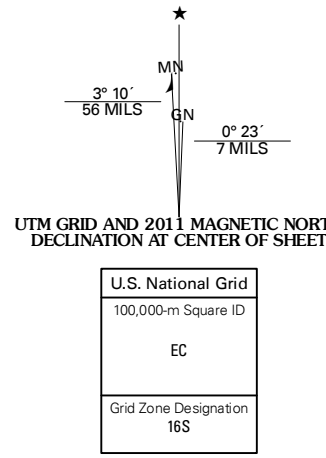 ★
MN
3° 10´
56 MILS
GN
0° 23´
7 MILS
UTM GRID AND 2011 MAGNETIC NORT
DECLINATION AT CENTER OF SHEET
U.S. National Grid
100,000-m Square ID
EC
Grid Zone Designation
16S